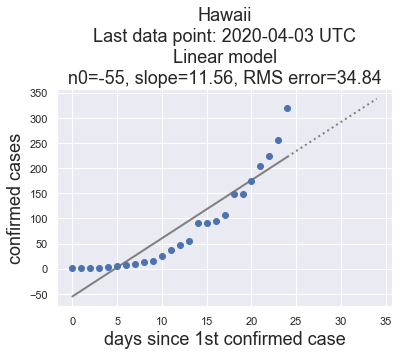 Hawaii
Last data point: 2020-04-03 UTC
Linear model
n0=-55, slope=11.56, RMS error=34.84
350
300
250
200
150
100
50
0
−50
confirmed cases
0 5 10 15 20 25 30 35
days since 1st confirmed case